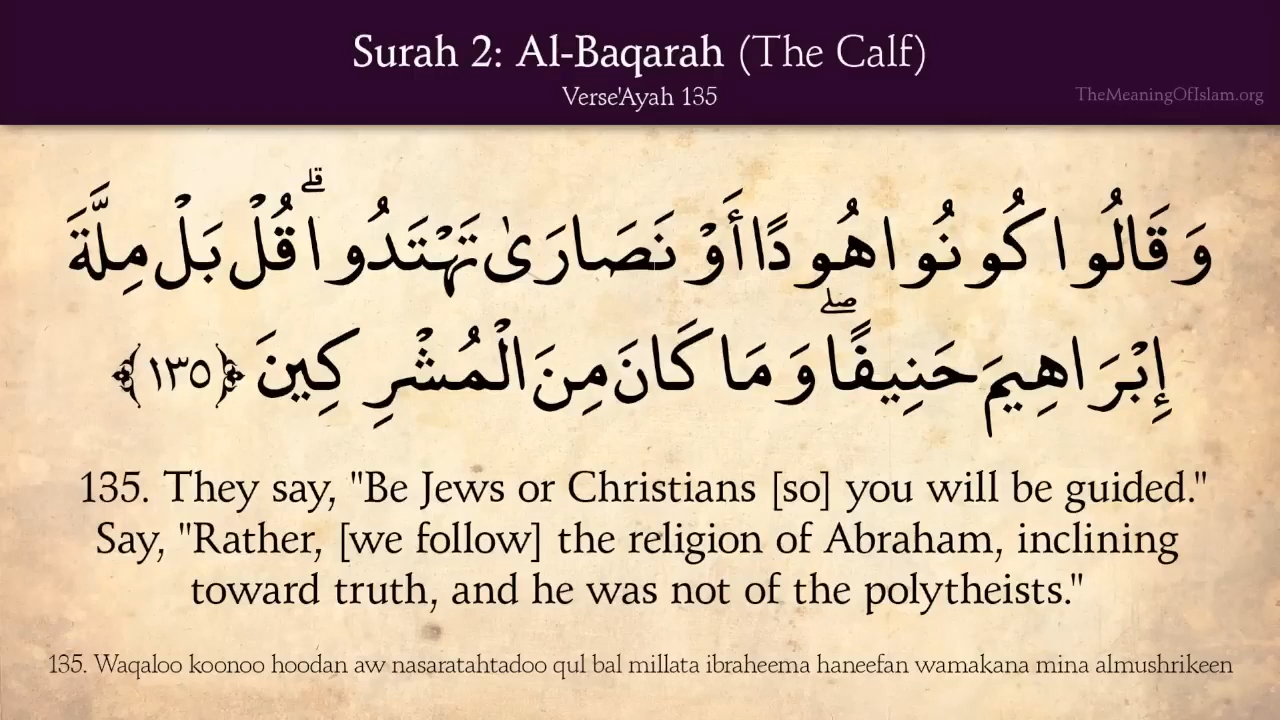 Surah 2: Al-Baqarah (The Calf)
Verse'Ayah 135
TheMeaningOfIslam.org
وَقَالُوا كُونُوا هُودًا أَوْ نَصَارَىٰ تَهْتَدُوا ۗ قُلْ بَلْ مِلَّةَ
إِبْرَاهِيمَ حَنِيفًا ۖ وَمَا كَانَ مِنَ الْمُشْرِكِينَ ﴿١٣٥﴾
135. They say, "Be Jews or Christians [so] you will be guided."
Say, "Rather, [we follow] the religion of Abraham, inclining
toward truth, and he was not of the polytheists."
135. Waqaloo koonoo hoodan aw nasaratahtadoo qul bal millata ibraheema haneefan wamakana mina almushrikeen